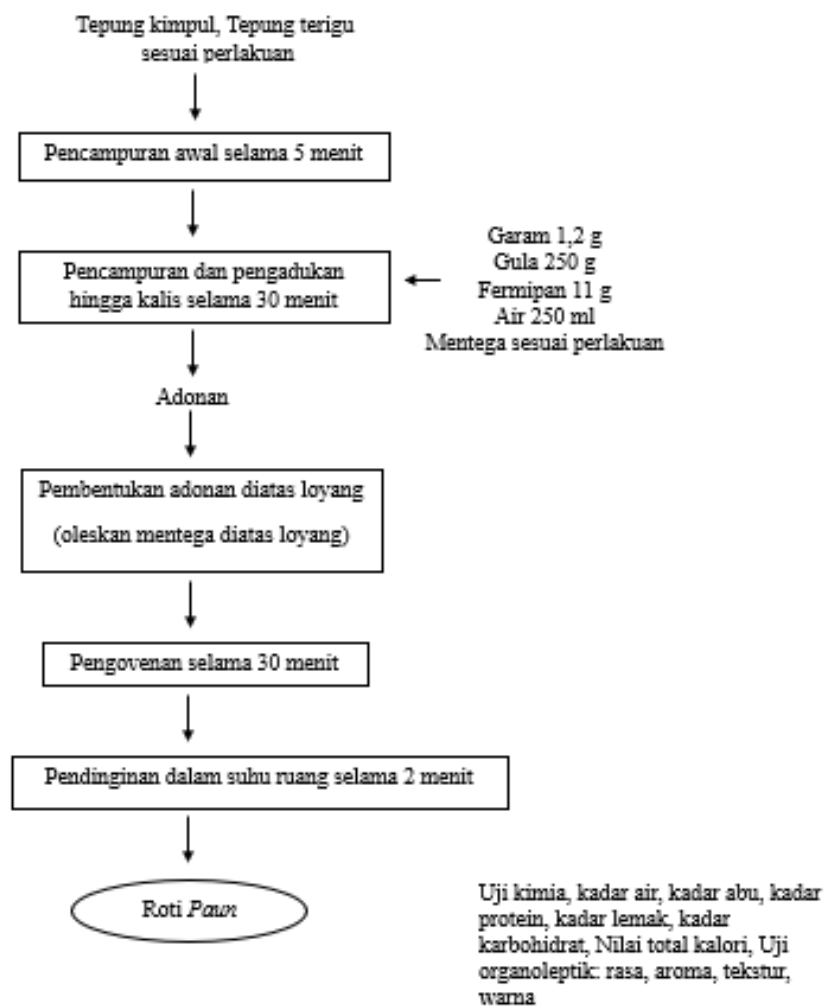 Tepung kimpul, Tepung terigu
sesuai perlakuan
Pencampuran awal selama 5 menit
Pencampuran dan pengadukan
hingga kalis selama 30 menit
Garam 1,2 g
Gula 250 g
Fermipan 11 g
Air 250 ml
Mentega sesuai perlakuan
Adonan
Pembentukan adonan diatas loyang
(oleskan mentega diatas loyang)
Pengovenan selama 30 menit
Pendinginan dalam suhu ruang selama 2 menit
Roti Pawn
Uji kimia, kadar air, kadar abu, kadar
protein, kadar lemak, kadar
karbohidrat, Nilai total kalori, Uji
organoleptik: rasa, aroma, tekstur,
warna